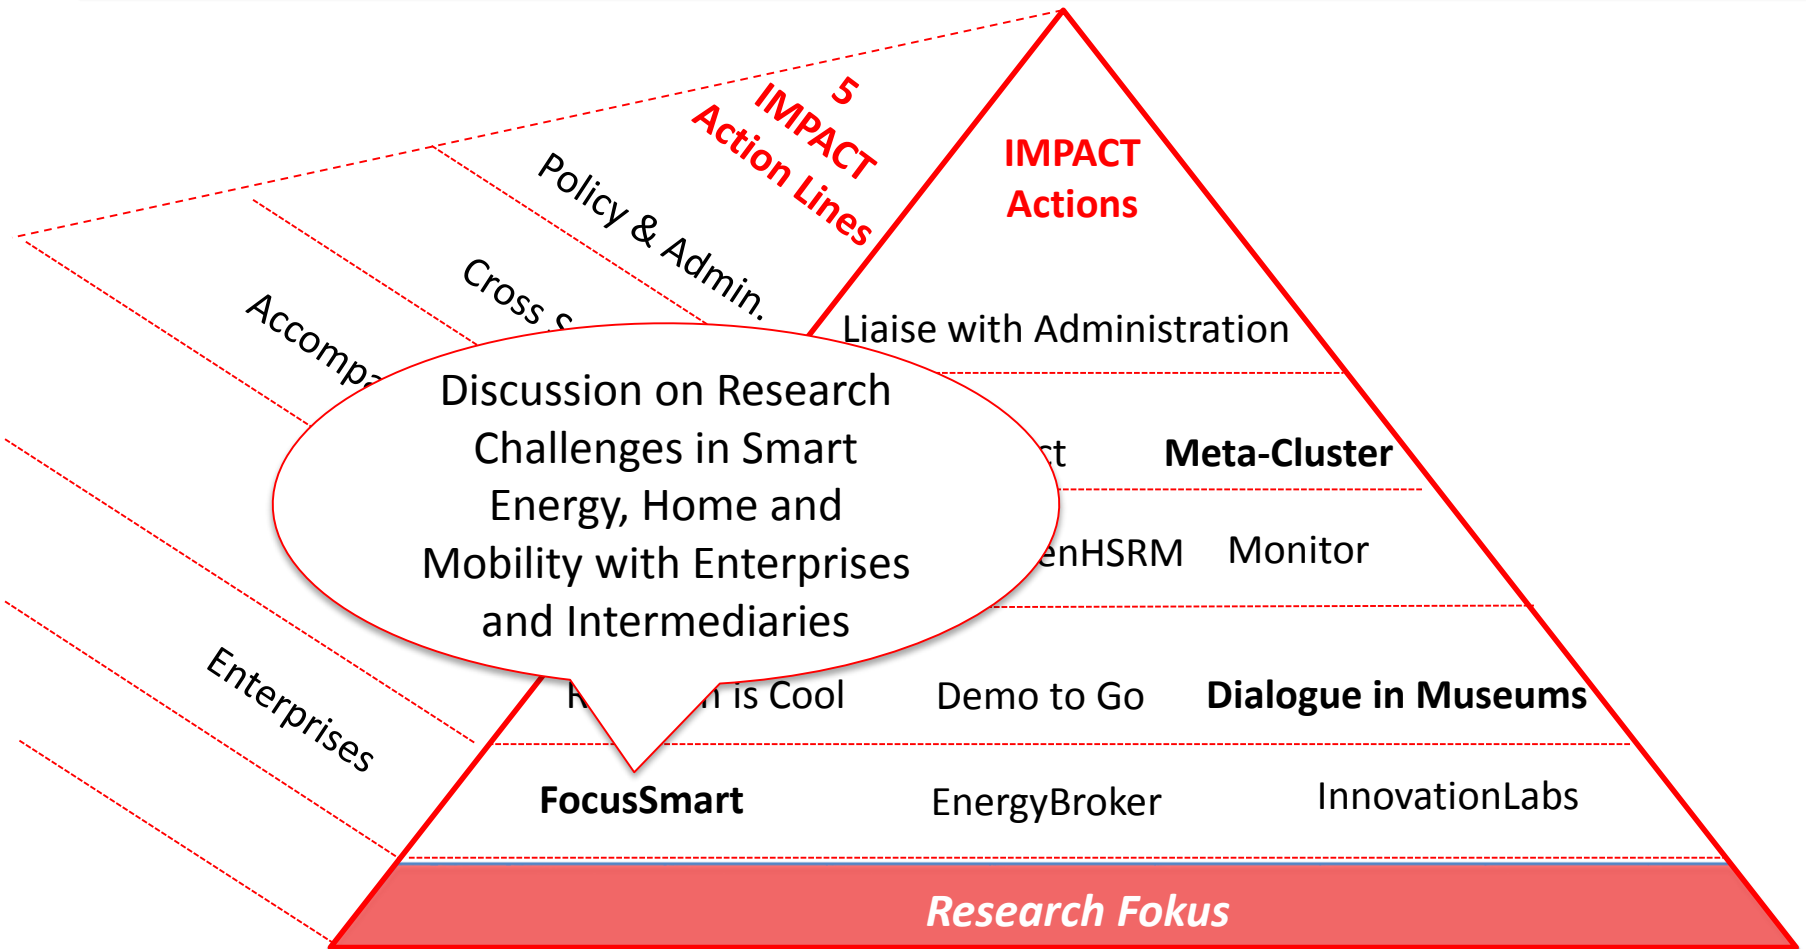 5
IMPACT
Action Lines
IMPACT
Actions
Policy & Admin.
Cross
Liaise with Administration
Discussion on Research
Challenges in Smart
Energy, Home and
Mobility with Enterprises
and Intermediaries
Meta-Cluster
Monitor
Enterprises
is Cool
Demo to Go
Dialogue in Museums
FocusSmart
EnergyBroker
InnovationLabs
Research Fokus